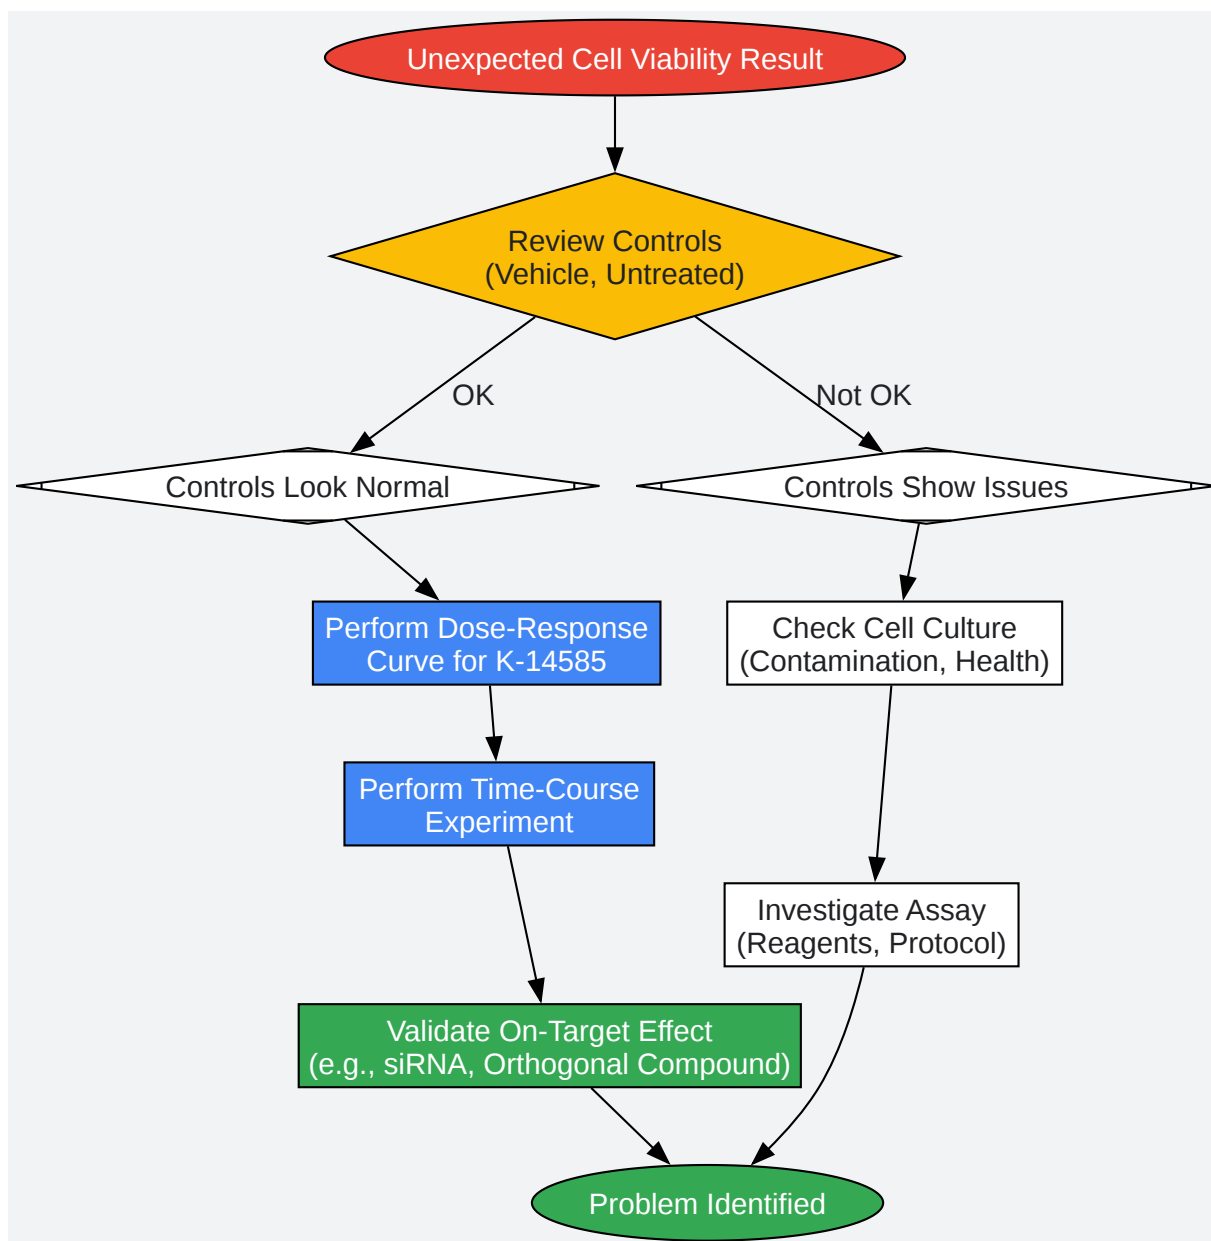 Unexpected Cell Viability Result
Review Controls
(Vehicle, Untreated)
OK
Not OK
Controls Look Normal
Controls Show Issues
Perform Dose-Response
Curve for K-14585
Check Cell Culture
(Contamination, Health)
Perform Time-Course
Experiment
Investigate Assay
(Reagents, Protocol)
Validate On-Target Effect
(e.g., siRNA, Orthogonal Compound)
Problem Identified